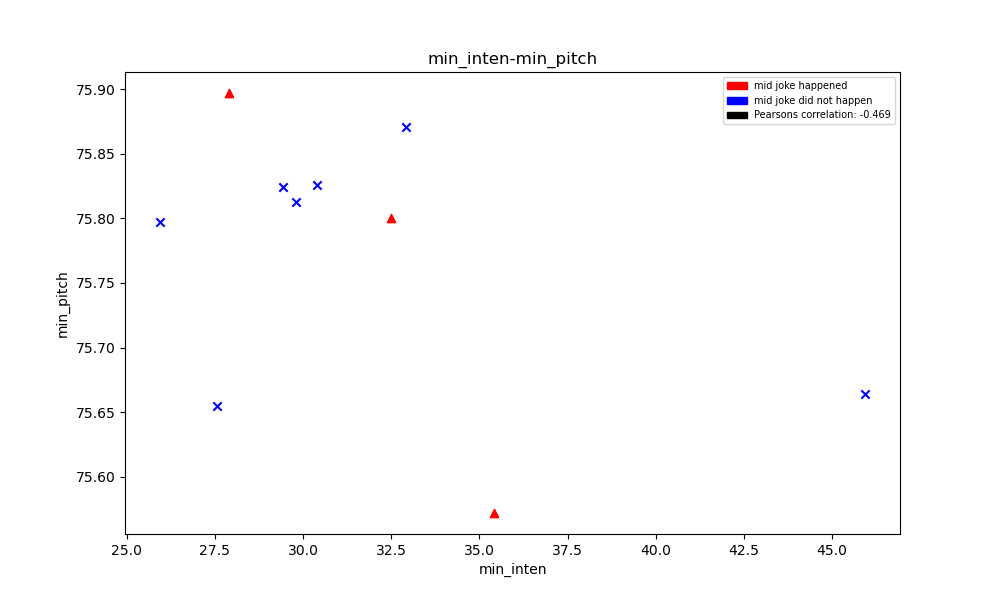 min_inten-min_pitch
mid joke happened
mid joke did not happen
Pearsons correlation: -0.469
75.90
75.85
75.80
75.75
75.70
75.65
75.60
min_pitch
25.0 27.5 30.0 32.5 35.0 37.5 40.0 42.5 45.0
min_inten